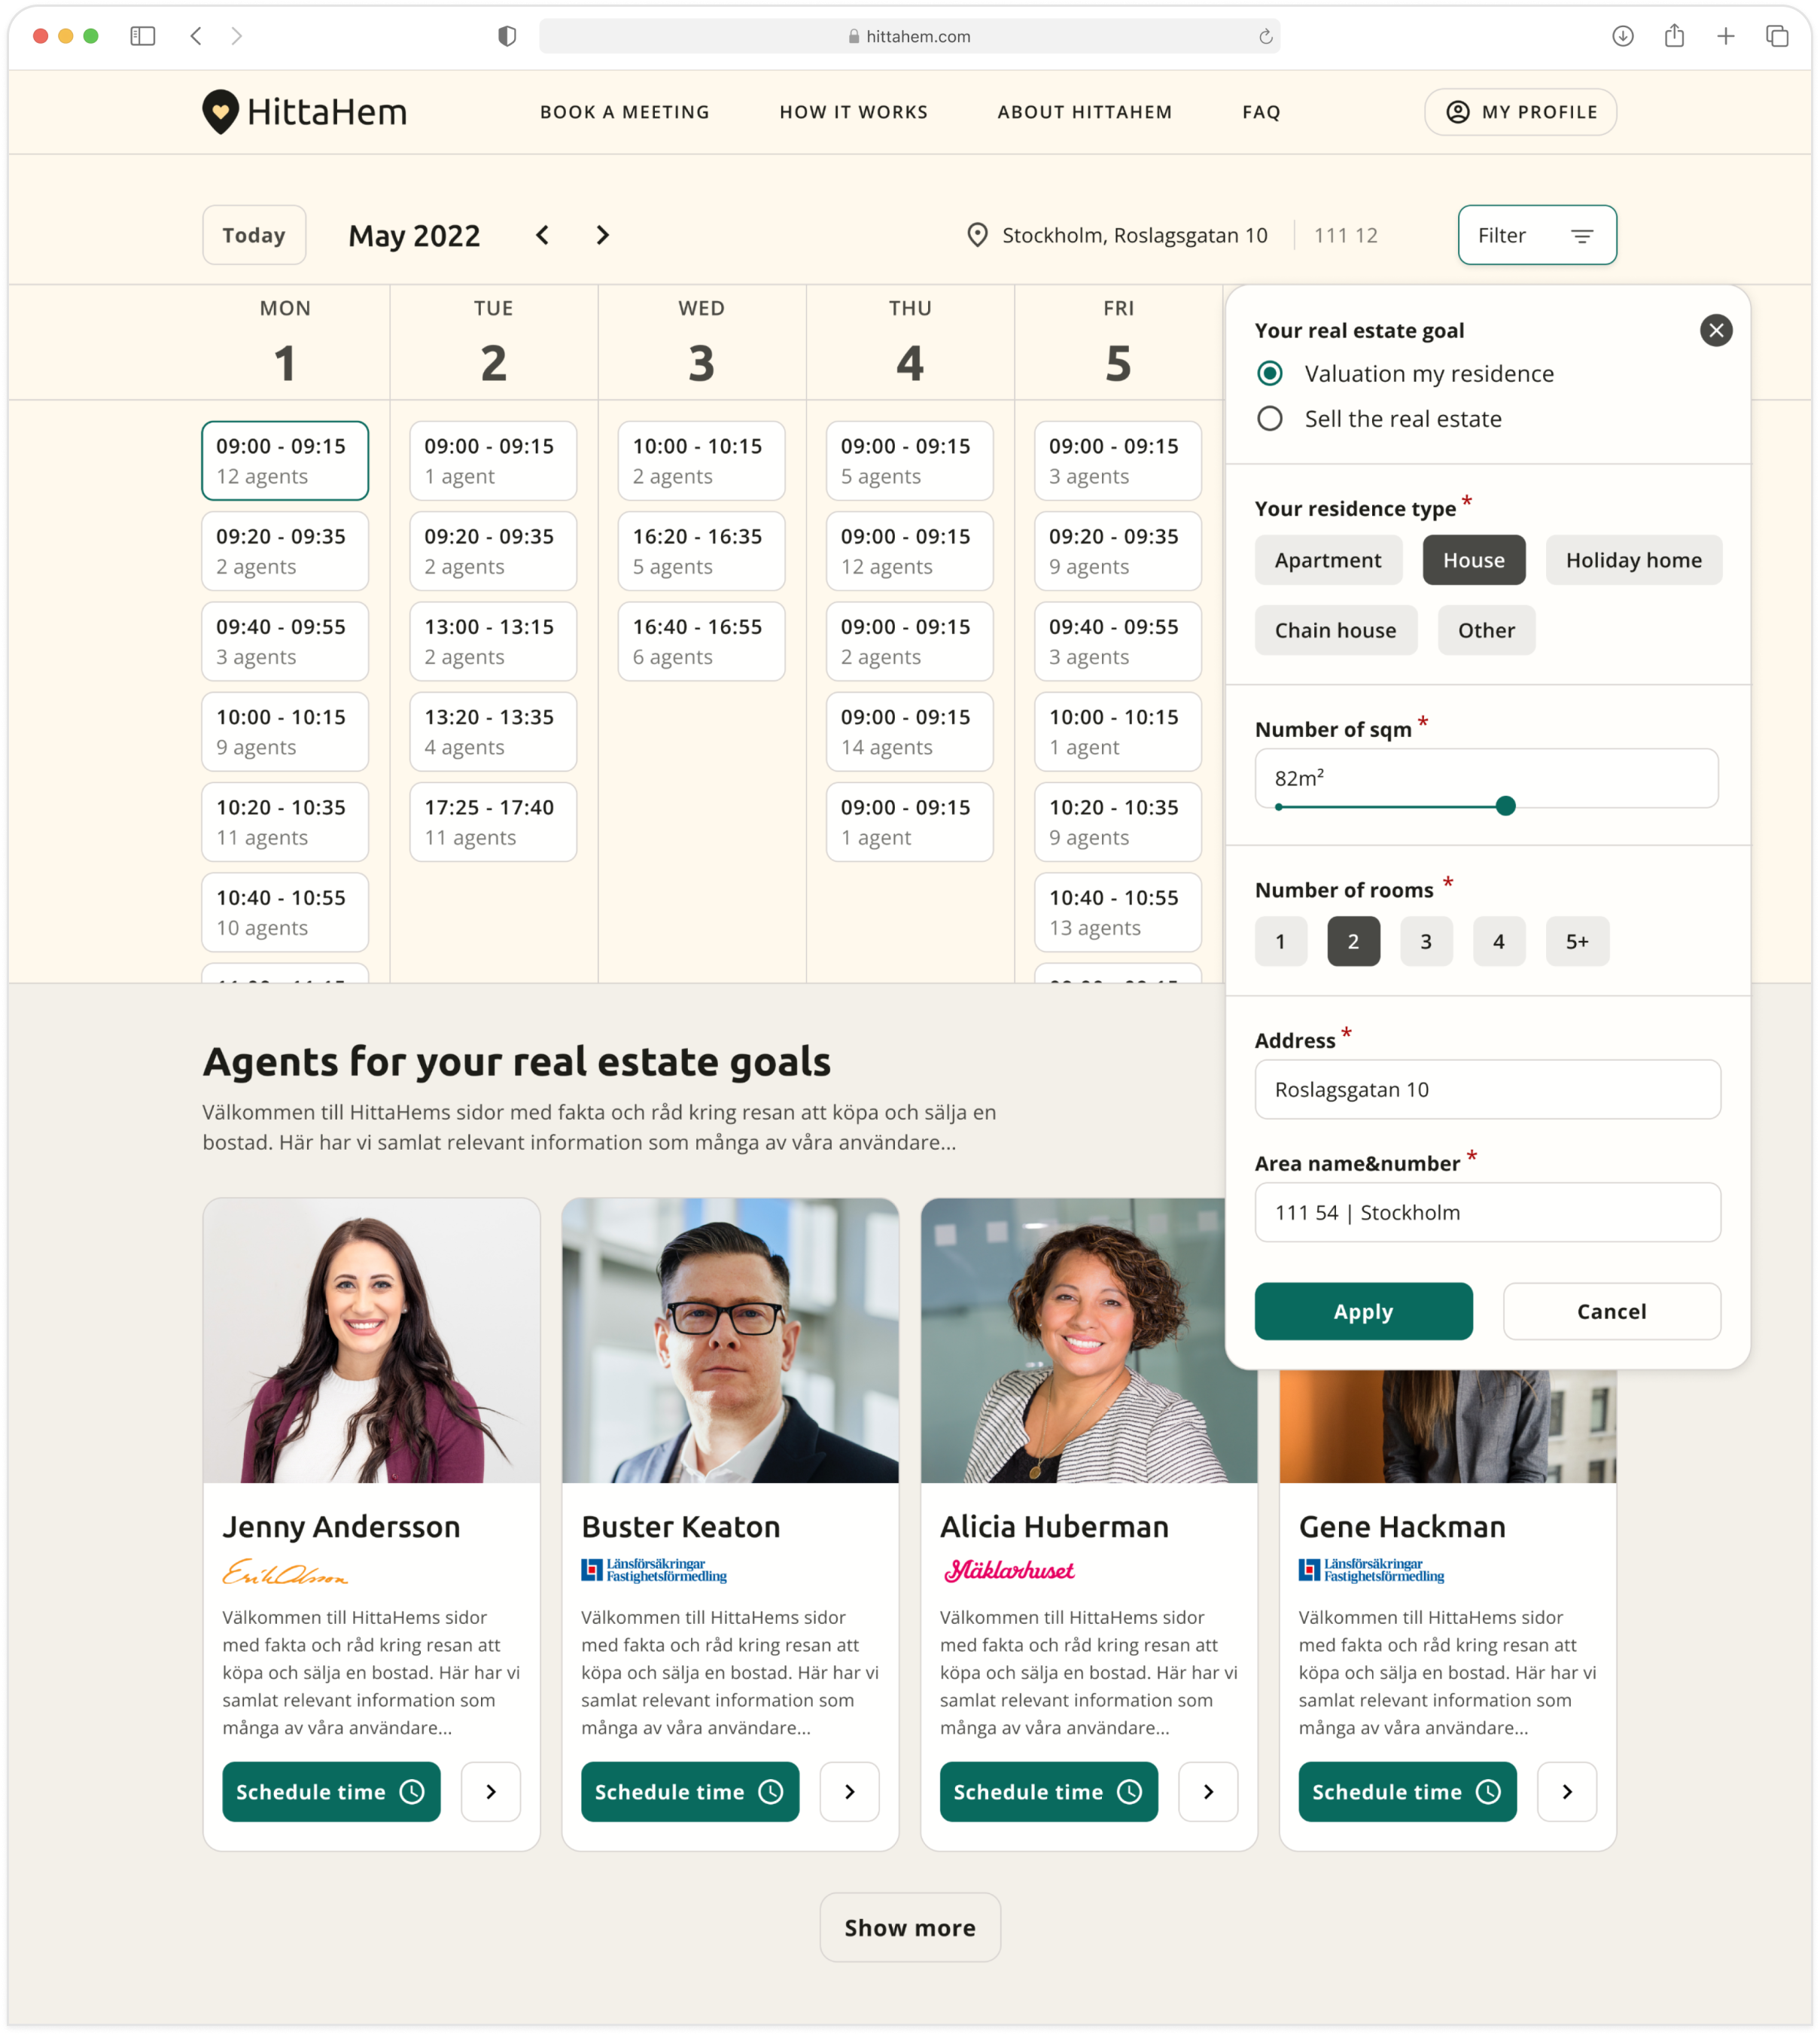 hittahem.com
HittaHem
BOOK A MEETING
HOW IT WORKS
ABOUT HITTAHEM
FAQ
MY PROFILE
Today
May 2022
Stockholm, Roslagsgatan 10
111 12
Filter
MON
1
TUE
2
WED
3
THU
4
FRI
5
09:00 - 09:15
12 agents
09:20 - 09:35
2 agents
09:40 - 09:55
3 agents
10:00 - 10:15
9 agents
10:20 - 10:35
11 agents
10:40 - 10:55
10 agents
09:00 - 09:15
1 agent
09:20 - 09:35
2 agents
13:00 - 13:15
2 agents
13:20 - 13:35
4 agents
17:25 - 17:40
11 agents
10:00 - 10:15
2 agents
16:20 - 16:35
5 agents
16:40 - 16:55
6 agents
09:00 - 09:15
5 agents
09:00 - 09:15
12 agents
09:00 - 09:15
2 agents
09:00 - 09:15
14 agents
09:00 - 09:15
1 agent
09:00 - 09:15
3 agents
09:20 - 09:35
9 agents
09:40 - 09:55
3 agents
10:00 - 10:15
1 agent
10:20 - 10:35
9 agents
10:40 - 10:55
13 agents
Your real estate goal
Valuation my residence
Sell the real estate
Your residence type *
Apartment
House
Holiday home
Chain house
Other
Number of sqm *
82m²
Number of rooms *
1
2
3
4
5+
Address *
Roslagsgatan 10
Area name&number *
111 54 | Stockholm
Apply
Cancel
Agents for your real estate goals
Välkommen till HittaHems sidor med fakta och råd kring resan att köpa och sälja en
bostad. Här har vi samlat relevant information som många av våra användare...
Jenny Andersson
Erik Olsson
Välkommen till HittaHems sidor
med fakta och råd kring resan att
köpa och sälja en bostad. Här har vi
samlat relevant information som
många av våra användare...
Schedule time
Buster Keaton
Länsförsäkringar
Fastighetsförmedling
Välkommen till HittaHems sidor
med fakta och råd kring resan att
köpa och sälja en bostad. Här har vi
samlat relevant information som
många av våra användare...
Schedule time
Alicia Huberman
Mäklarhuset
Välkommen till HittaHems sidor
med fakta och råd kring resan att
köpa och sälja en bostad. Här har vi
samlat relevant information som
många av våra användare...
Schedule time
Gene Hackman
Länsförsäkringar
Fastighetsförmedling
Välkommen till HittaHems sidor
med fakta och råd kring resan att
köpa och sälja en bostad. Här har vi
samlat relevant information som
många av våra användare...
Schedule time
Show more